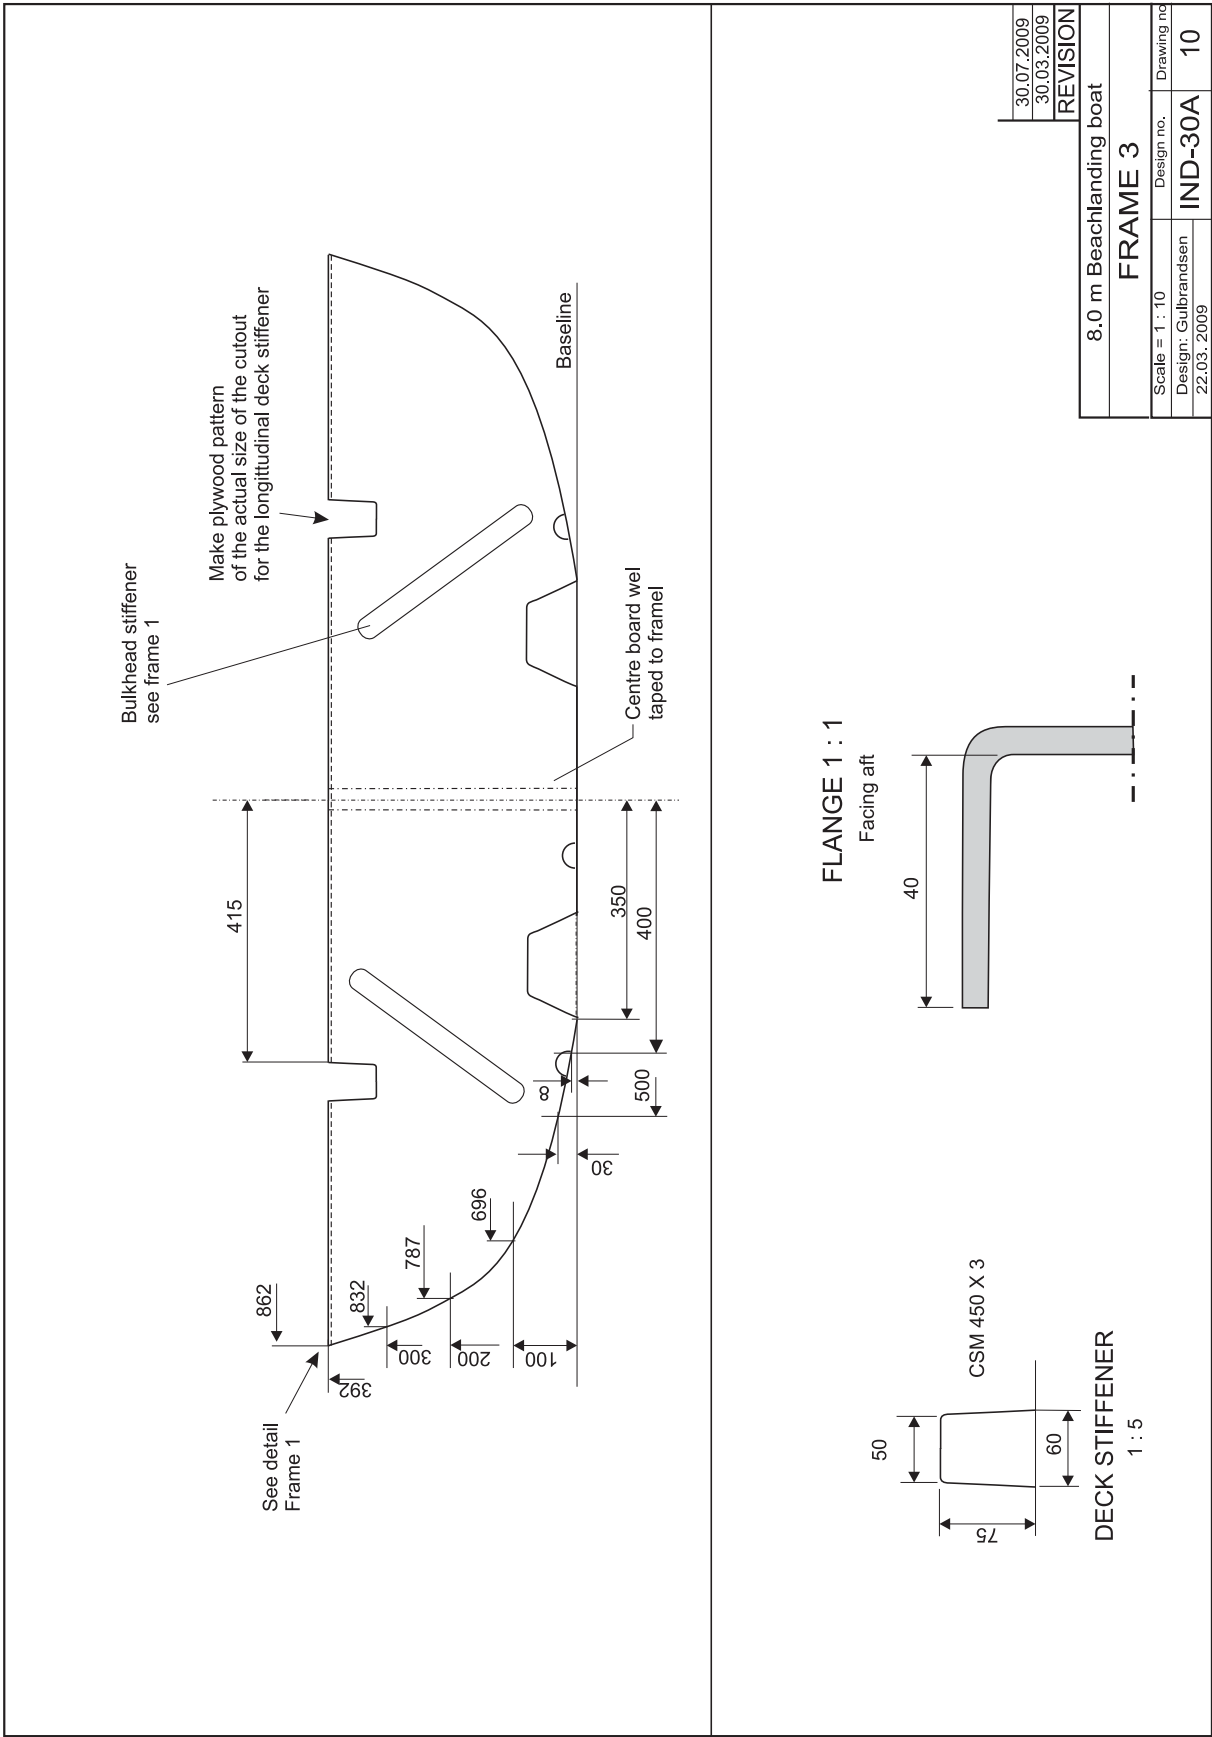 Bulkhead stiffener
see frame 1
Make plywood pattern
of the actual size of the cutout
for the longittudinal deck stiffener
See detail
Frame 1
862
832
787
696
415
392
300
200
100
30
8
500
400
350
Baseline
Centre board wel
taped to framel
FLANGE 1 : 1
Facing aft
40
50
75
60
CSM 450 X 3
DECK STIFFENER
1 : 5
30.07.2009
30.03.2009
REVISION
8.0 m Beachlanding boat
FRAME 3
Scale = 1 : 10
Design: Gulbrandsen
22.03. 2009
Design no.
IND-30A
Drawing no
10